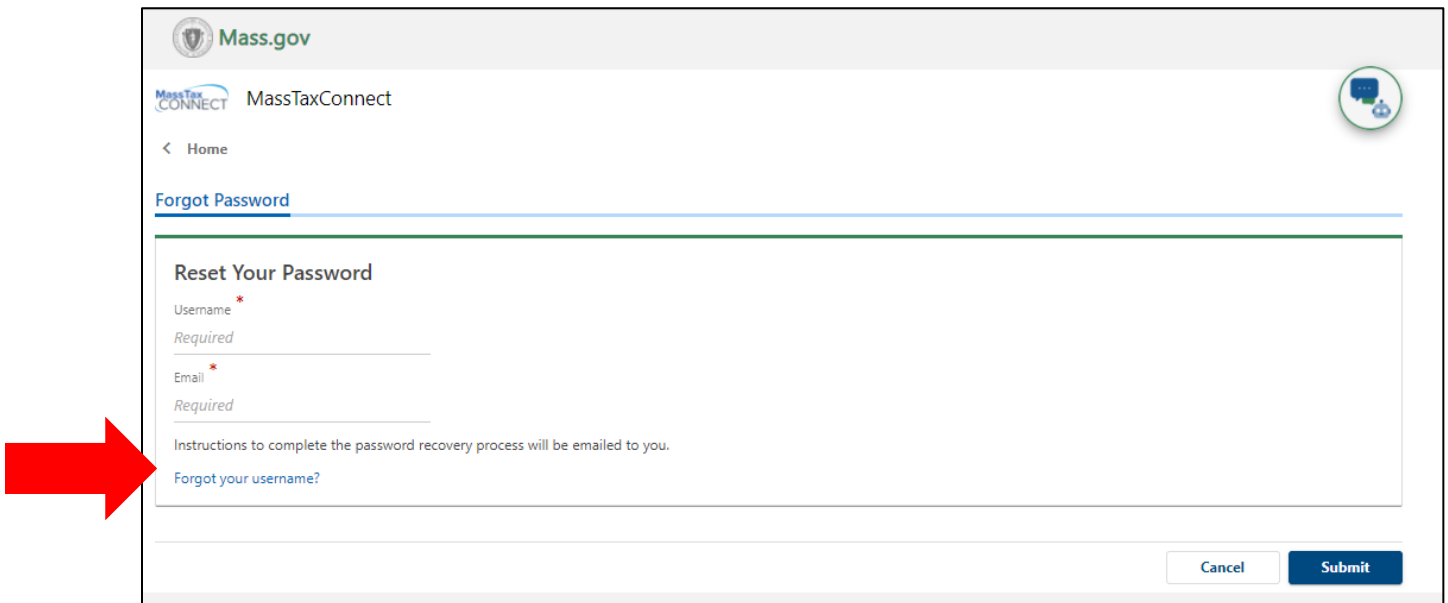 Mass.gov
MassTax CONNECT MassTaxConnect
< Home
Forgot Password
Reset Your Password
Username *
Required
Email *
Required
Instructions to complete the password recovery process will be emailed to you.
Forgot your username?
Cancel Submit